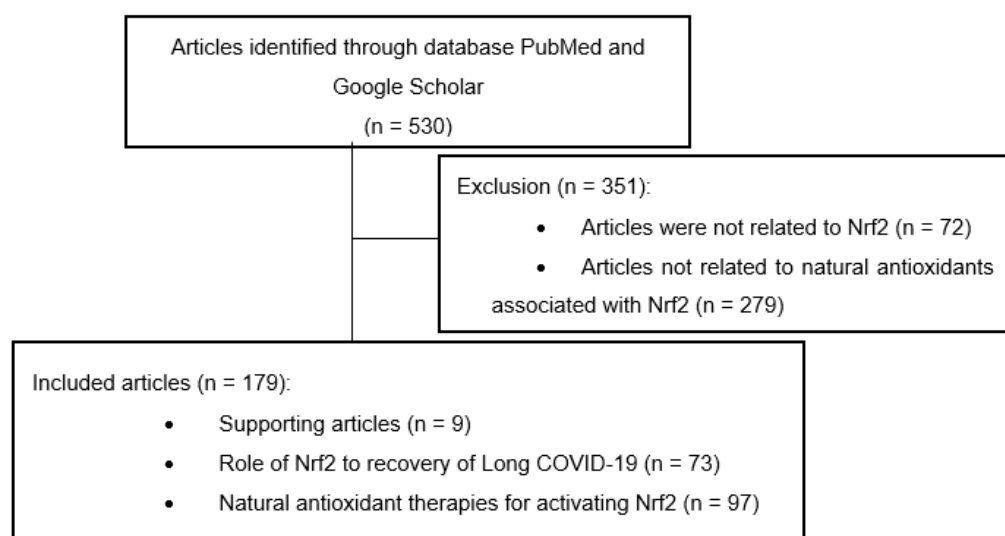 Articles identified through database PubMed and
Google Scholar
(n = 530)
Exclusion (n = 351):
• Articles were not related to Nrf2 (n = 72)
• Articles not related to natural antioxidants
associated with Nrf2 (n = 279)
Included articles (n = 179):
• Supporting articles (n = 9)
• Role of Nrf2 to recovery of Long COVID-19 (n = 73)
• Natural antioxidant therapies for activating Nrf2 (n = 97)